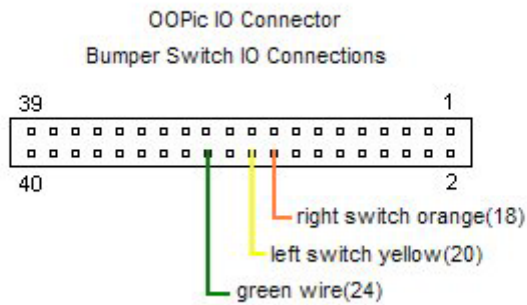 OOPic IO Connector
Bumper Switch IO Connections
39 1
40 2
right switch orange(18)
left switch yellow(20)
green wire(24)